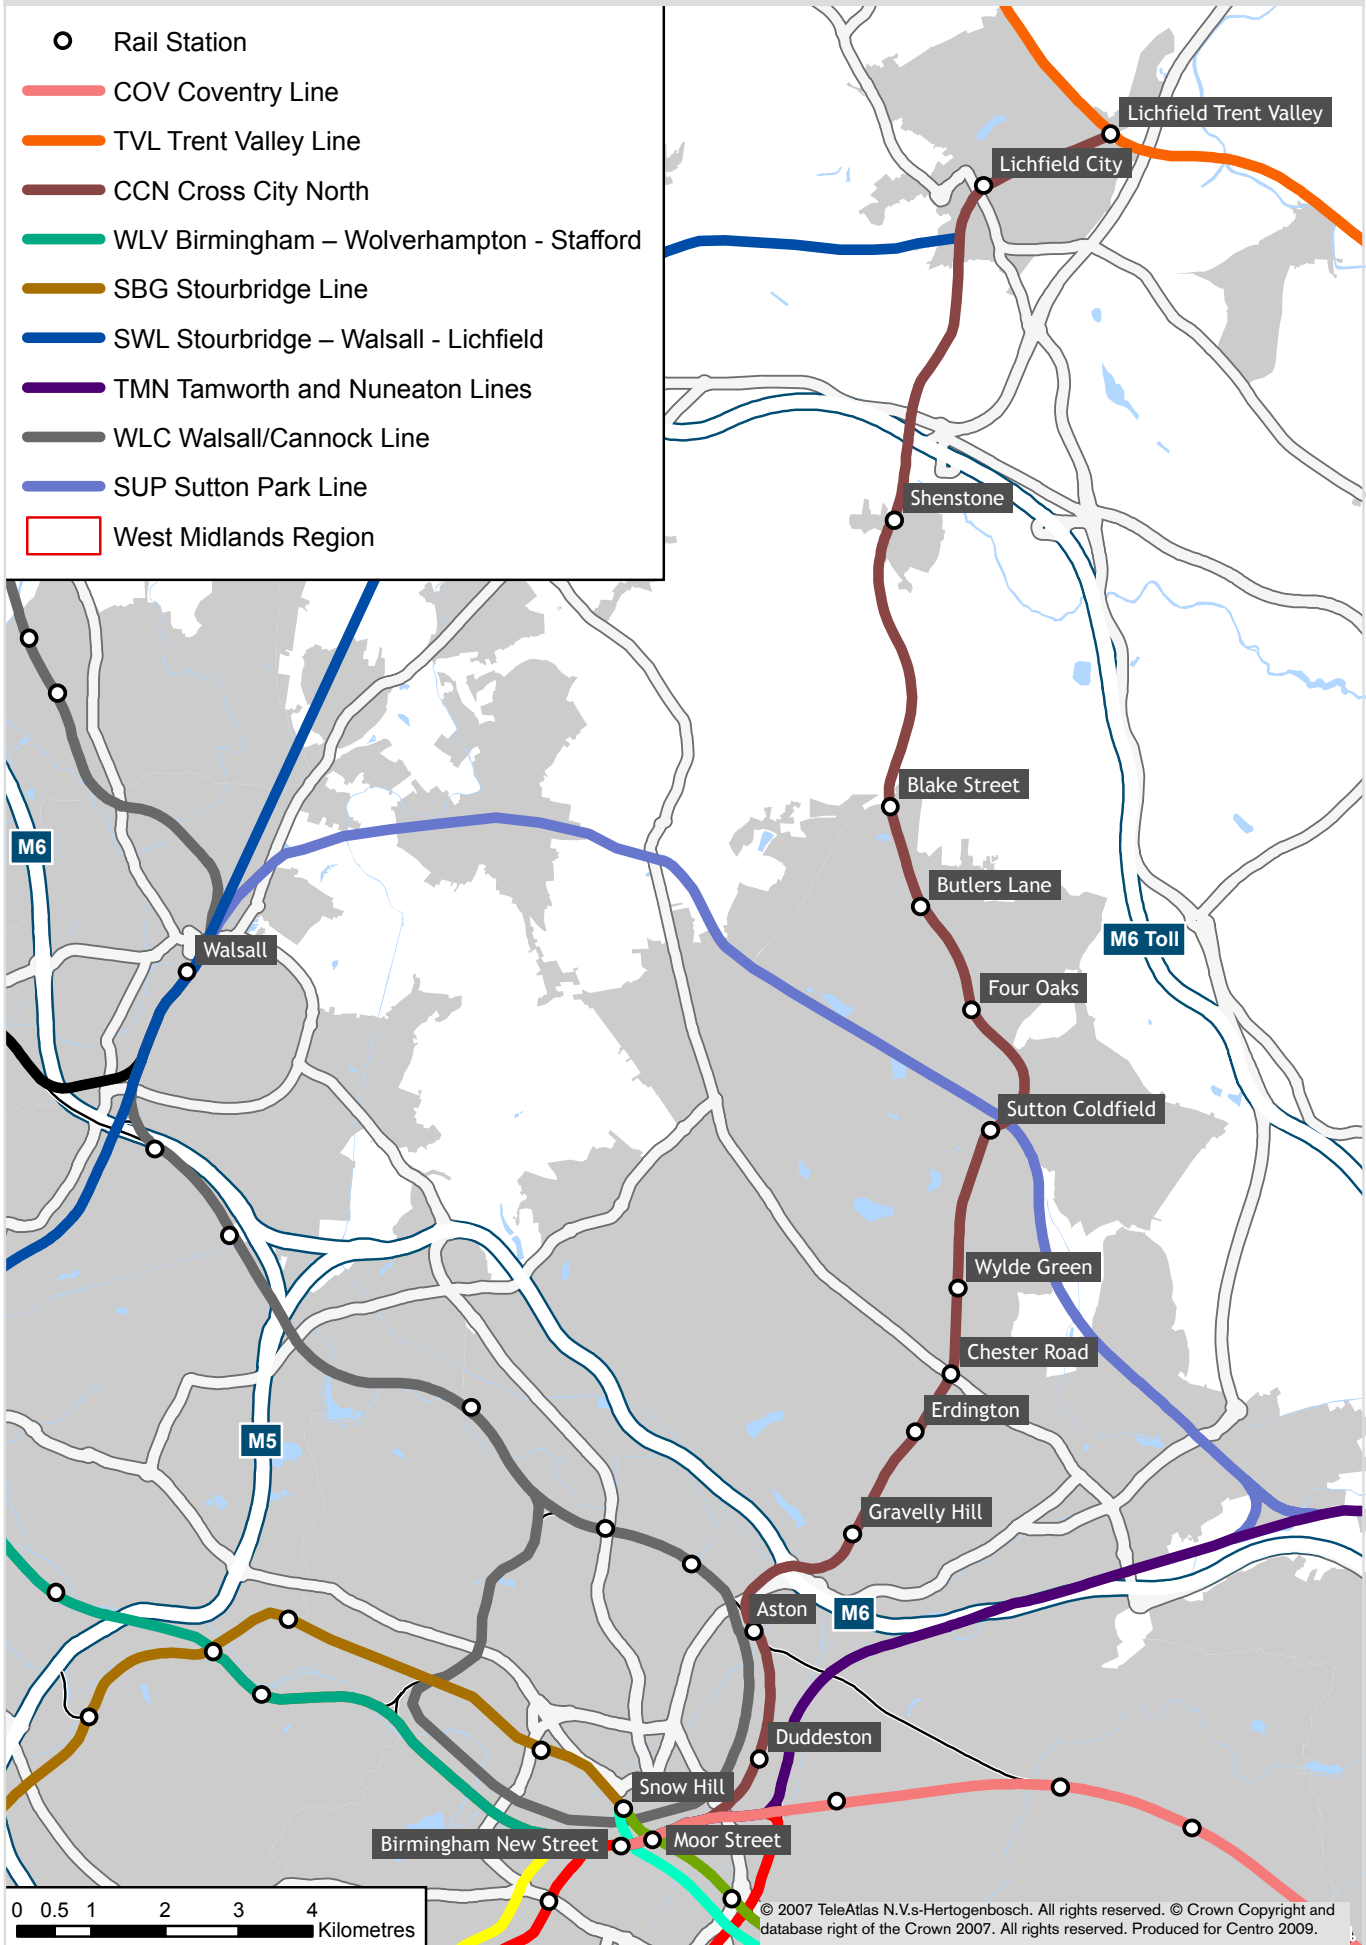 Rail Station
COV Coventry Line
TVL Trent Valley Line
CCN Cross City North
WLV Birmingham – Wolverhampton - Stafford
SBG Stourbridge Line
SWL Stourbridge – Walsall - Lichfield
TMN Tamworth and Nuneaton Lines
WLC Walsall/Cannock Line
SUP Sutton Park Line
West Midlands Region
Lichfield Trent Valley
Lichfield City
Shenstone
Blake Street
M6
Butlers Lane
M6 Toll
Walsall
Four Oaks
Sutton Coldfield
Wylde Green
Chester Road
Erdington
M5
Gravelly Hill
Aston
M6
Duddeston
Snow Hill
Birmingham New Street
Moor Street
0 0.5 1 2 3 4
Kilometres
© 2007 TeleAtlas N.V.s-Hertogenbosch. All rights reserved. © Crown Copyright and
database right of the Crown 2007. All rights reserved. Produced for Centro 2009.